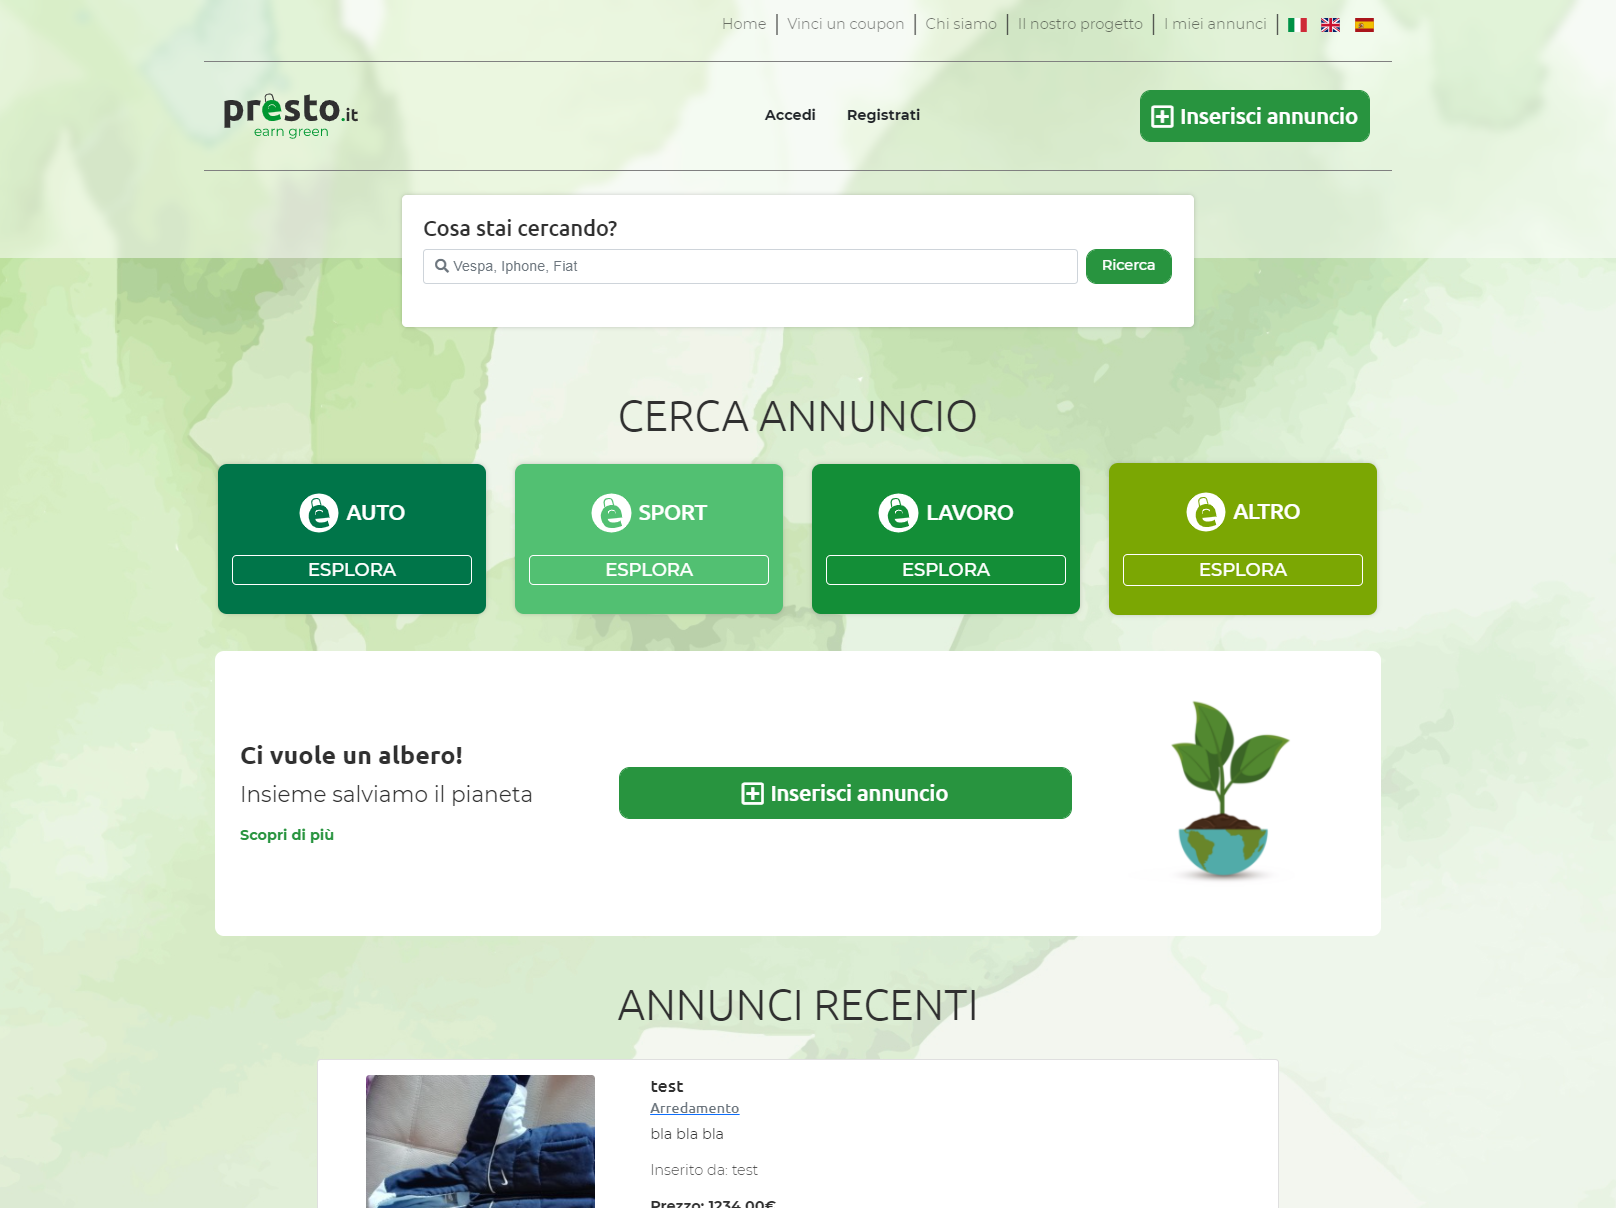 Home | Vinci un coupon | Chi siamo | Il nostro progetto | I miei annunci |
presto.it
earn green
Accedi Registrati
Inserisci annuncio
Cosa stai cercando?
Vespa, Iphone, Fiat
Ricerca
CERCA ANNUNCIO
AUTO
ESPLORA
SPORT
ESPLORA
LAVORO
ESPLORA
ALTRO
ESPLORA
Ci vuole un albero!
Insieme salviamo il pianeta
Scopri di più
Inserisci annuncio
ANNUNCI RECENTI
test
Arredamento
bla bla bla
Inserito da: test
Prezzo: 1234.00€